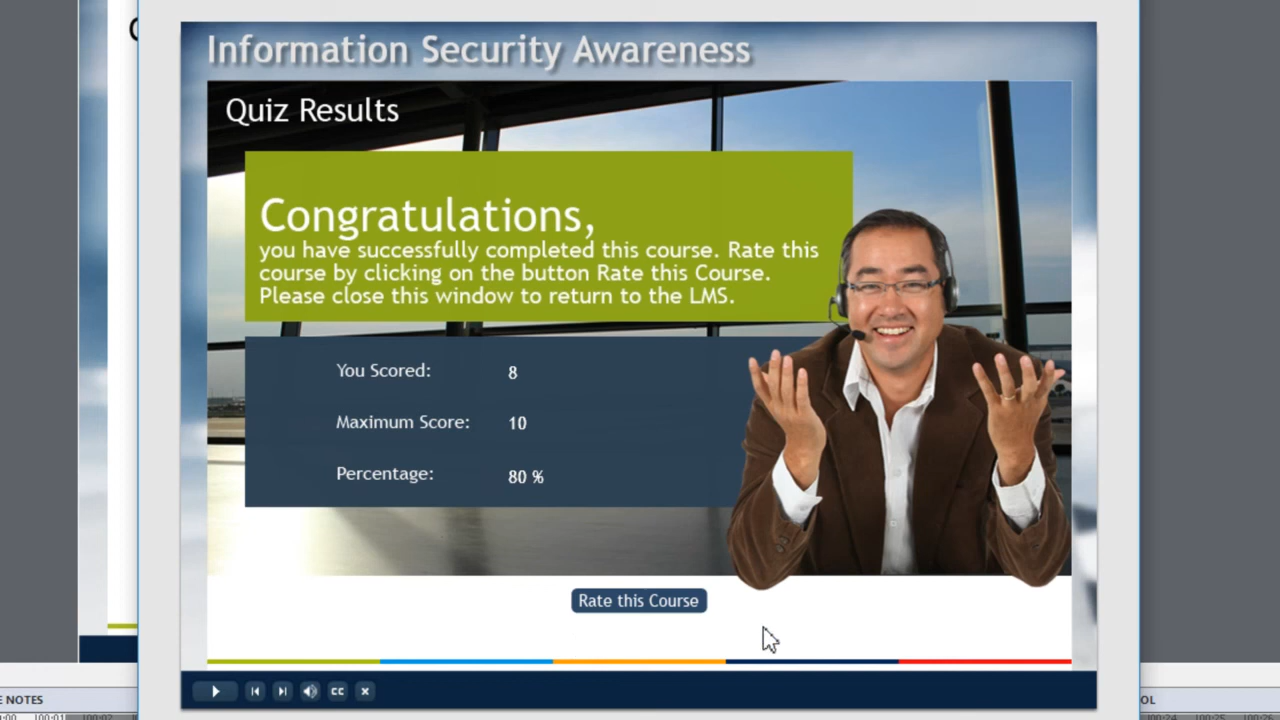 Information Security Awareness
Quiz Results
Congratulations,
you have successfully completed this course. Rate this
course by clicking on the button Rate this Course.
Please close this window to return to the LMS.
You Scored: 8
Maximum Score: 10
Percentage: 80 %
Rate this Course
CC
NOTES
OL